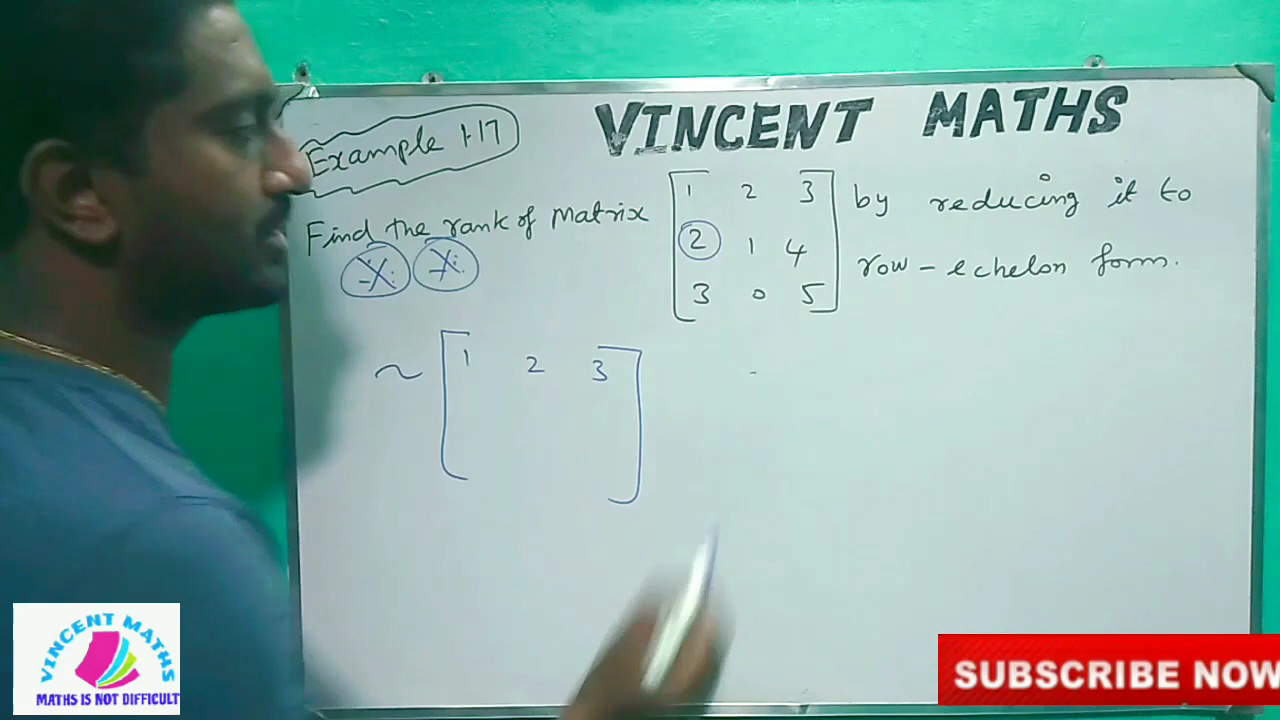 VINCENT MATHS
Example 1.17
Find the rank of matrix [1 2 3
2 1 4
3 0 5] by reducing it to
row-echelon form.
~ [1 2 3]
VINCENT MATHS
MATHS IS NOT DIFFICULT
SUBSCRIBE NOW